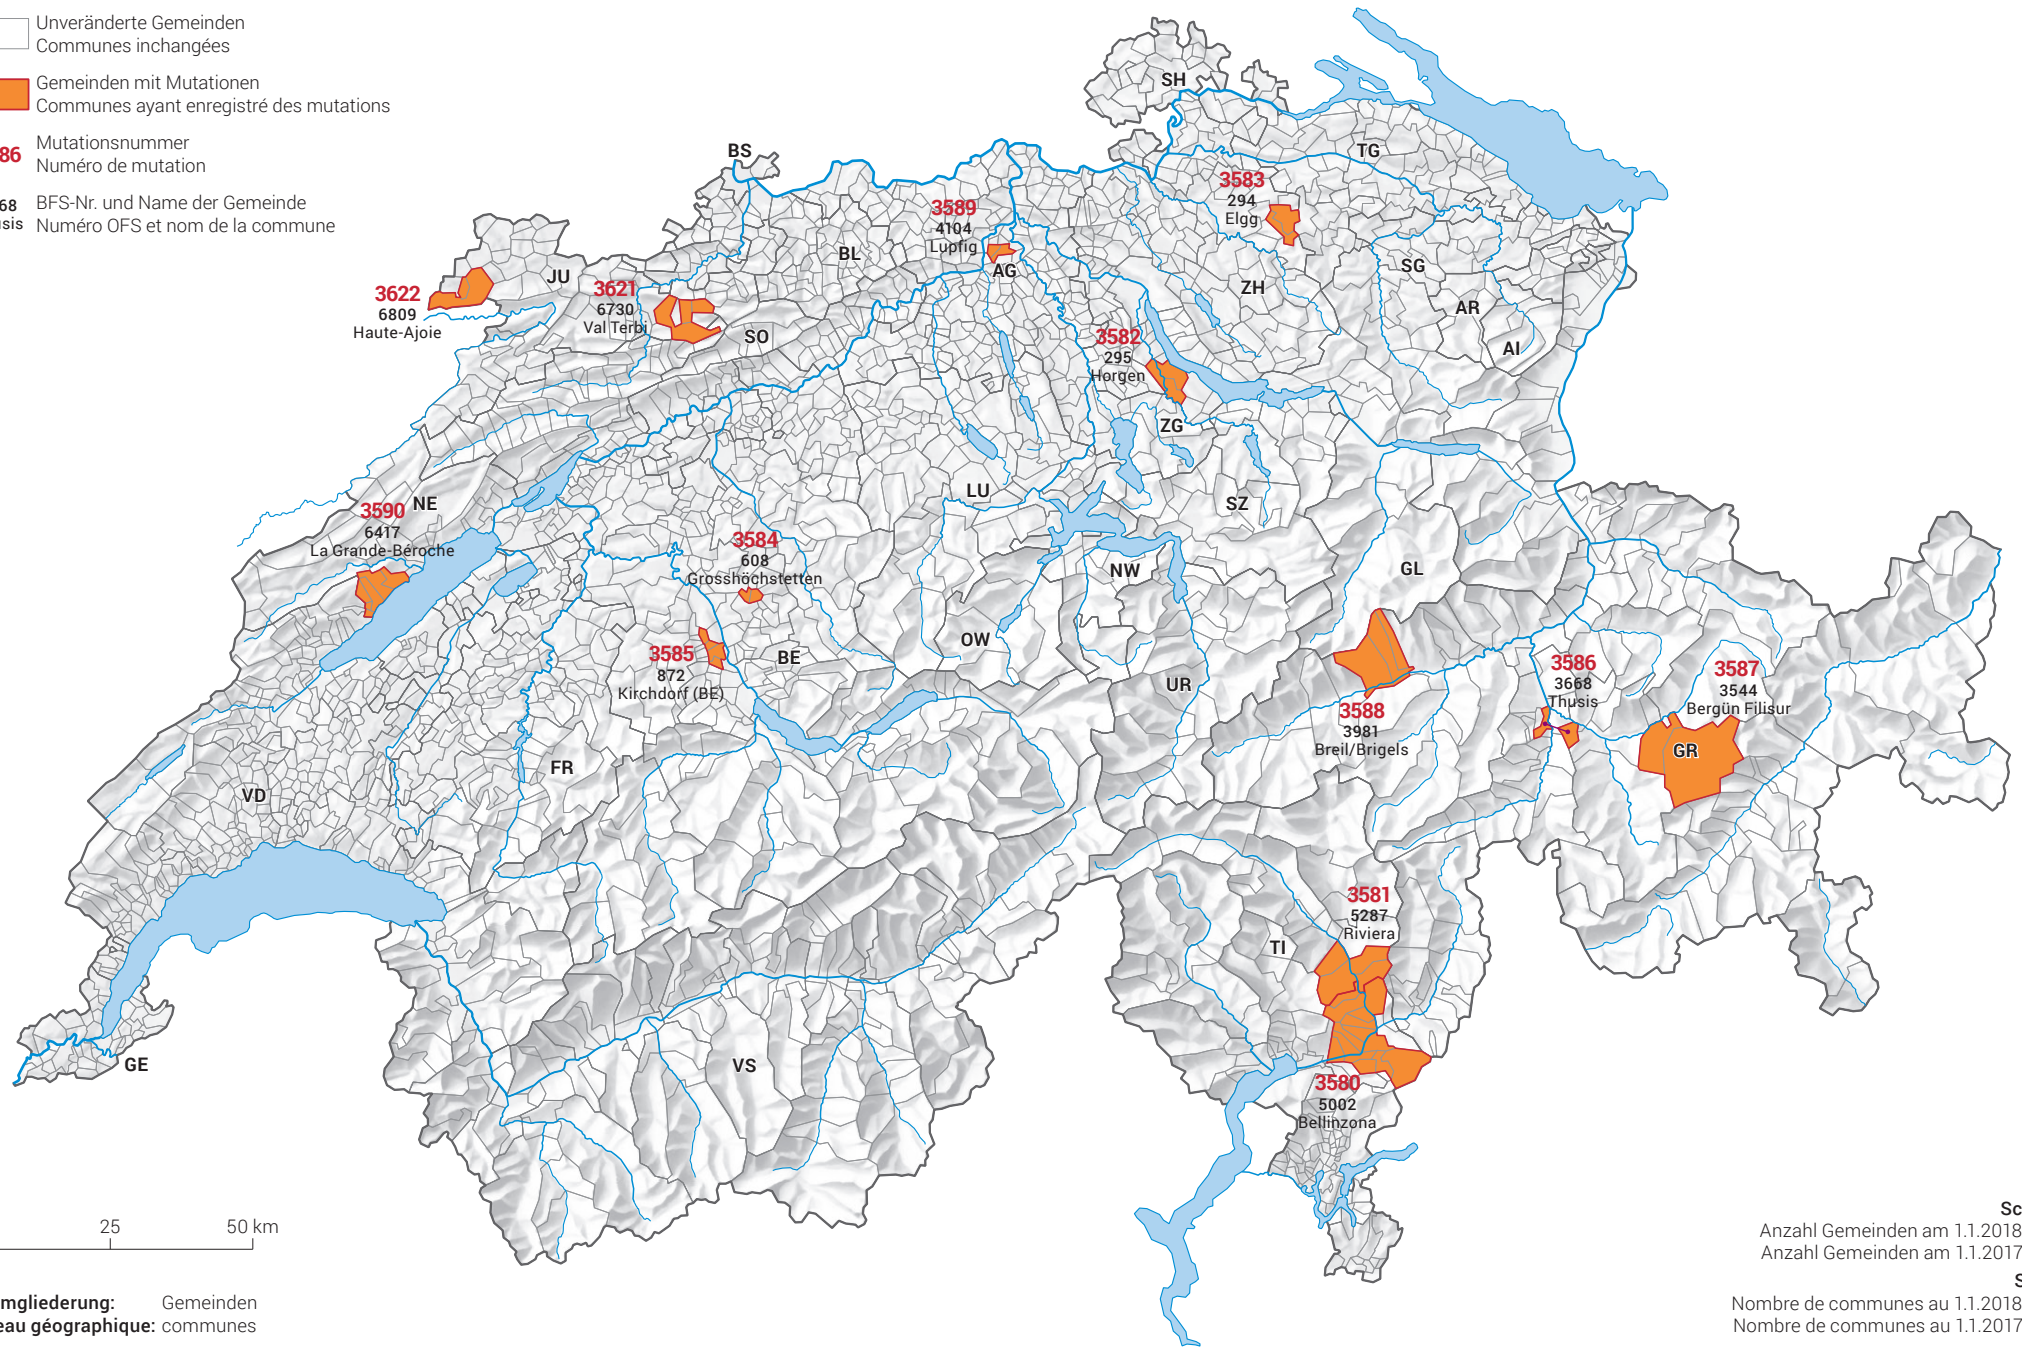 Unveränderte Gemeinden
Communes inchangées
Gemeinden mit Mutationen
Communes ayant enregistré des mutations
86
Mutationsnummer
Numéro de mutation
68
sis
BFS-Nr. und Name der Gemeinde
Numéro OFS et nom de la commune
SH
BS
TG
3583
294
Elgg
3589
4104
Lupfig
BL
AG
JU
3622
6809
Haute-Ajoie
3621
6730
Val Terbi
SO
ZH
SG
AR
AI
3582
295
Horgen
ZG
LU
SZ
NE
3590
6417
La Grande-Béroche
3584
608
Grosshöchstetten
NW
GL
OW
3585
872
Kirchdorf (BE)
BE
UR
3586
3668
Thusis
3587
3544
Bergün Filisur
3588
3981
Breil/Brigels
GR
FR
VD
3581
5287
Riviera
TI
GE
VS
3580
5002
Bellinzona
25
50 km
mgliederung: Gemeinden
eau géographique: communes
Sc
Anzahl Gemeinden am 1.1.2018
Anzahl Gemeinden am 1.1.2017
S
Nombre de communes au 1.1.2018
Nombre de communes au 1.1.2017